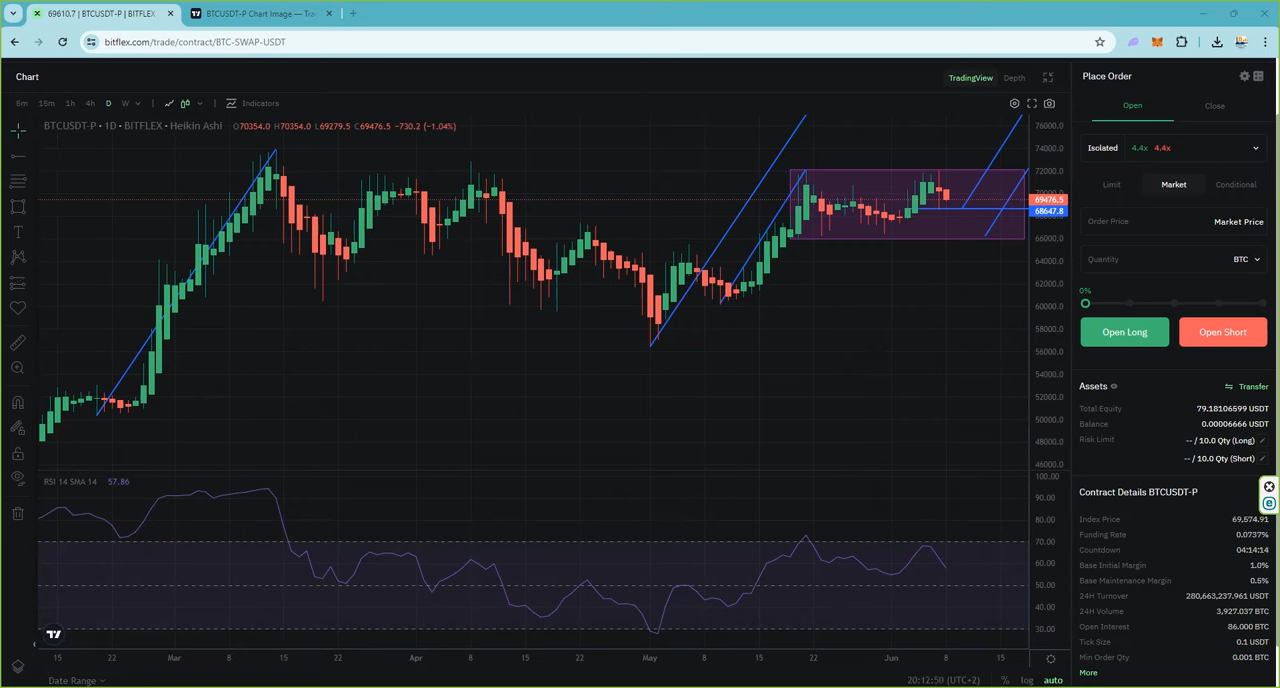 69610.7 | BTCUSDT-P | BITFLEX
BTCUSDT-P Chart Image — Tra
bitflex.com/trade/contract/BTC-SWAP-USDT
Chart
TradingView Depth
5m 15m 1h 4h D W Indicators
BTCUSDT-P · 1D · BITFLEX · Heikin Ashi O70354.0 H70354.0 L69279.5 C69476.5 −730.2 (−1.04%)
76000.0
74000.0
72000.0
70000.0
69476.5
68647.8
66000.0
64000.0
62000.0
60000.0
58000.0
56000.0
54000.0
52000.0
50000.0
48000.0
46000.0
RSI 14 SMA 14 57.86
100.00
90.00
80.00
70.00
60.00
50.00
40.00
30.00
15 22 Mar 8 15 22 Apr 8 15 22 May 8 15 22 Jun 8 15
Date Range 20:12:50 (UTC+2) % log auto
Place Order
Open Close
Isolated 4.4x 4.4x
Limit Market Conditional
Order Price Market Price
Quantity BTC
0%
Open Long Open Short
Assets Transfer
Total Equity 79.18106599 USDT
Balance 0.00006666 USDT
Risk Limit -- / 10.0 Qty (Long)
-- / 10.0 Qty (Short)
Contract Details BTCUSDT-P
Index Price 69,574.91
Funding Rate 0.0737%
Countdown 04:14:14
Base Initial Margin 1.0%
Base Maintenance Margin 0.5%
24H Turnover 280,663,237.961 USDT
24H Volume 3,927.037 BTC
Open Interest 86.000 BTC
Tick Size 0.1 USDT
Min Order Qty 0.001 BTC
More